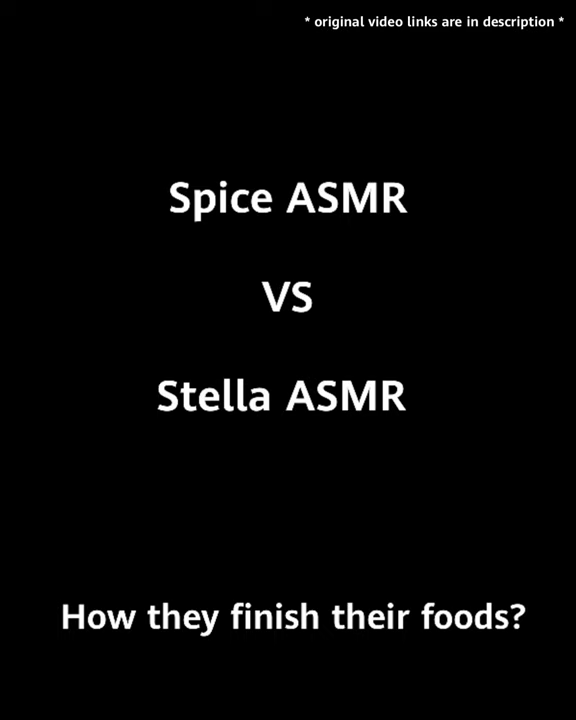 * original video links are in description *
Spice ASMR
VS
Stella ASMR
How they finish their foods?